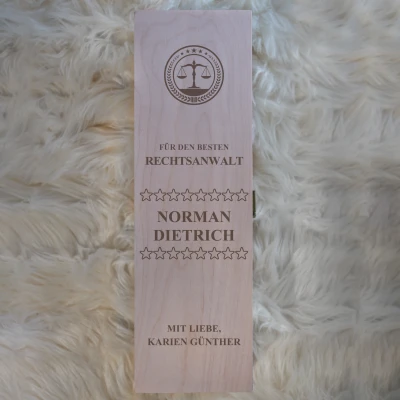 FÜR DEN BESTEN
RECHTSANWALT
NORMAN
DIETRICH
MIT LIEBE,
KARIEN GÜNTHER